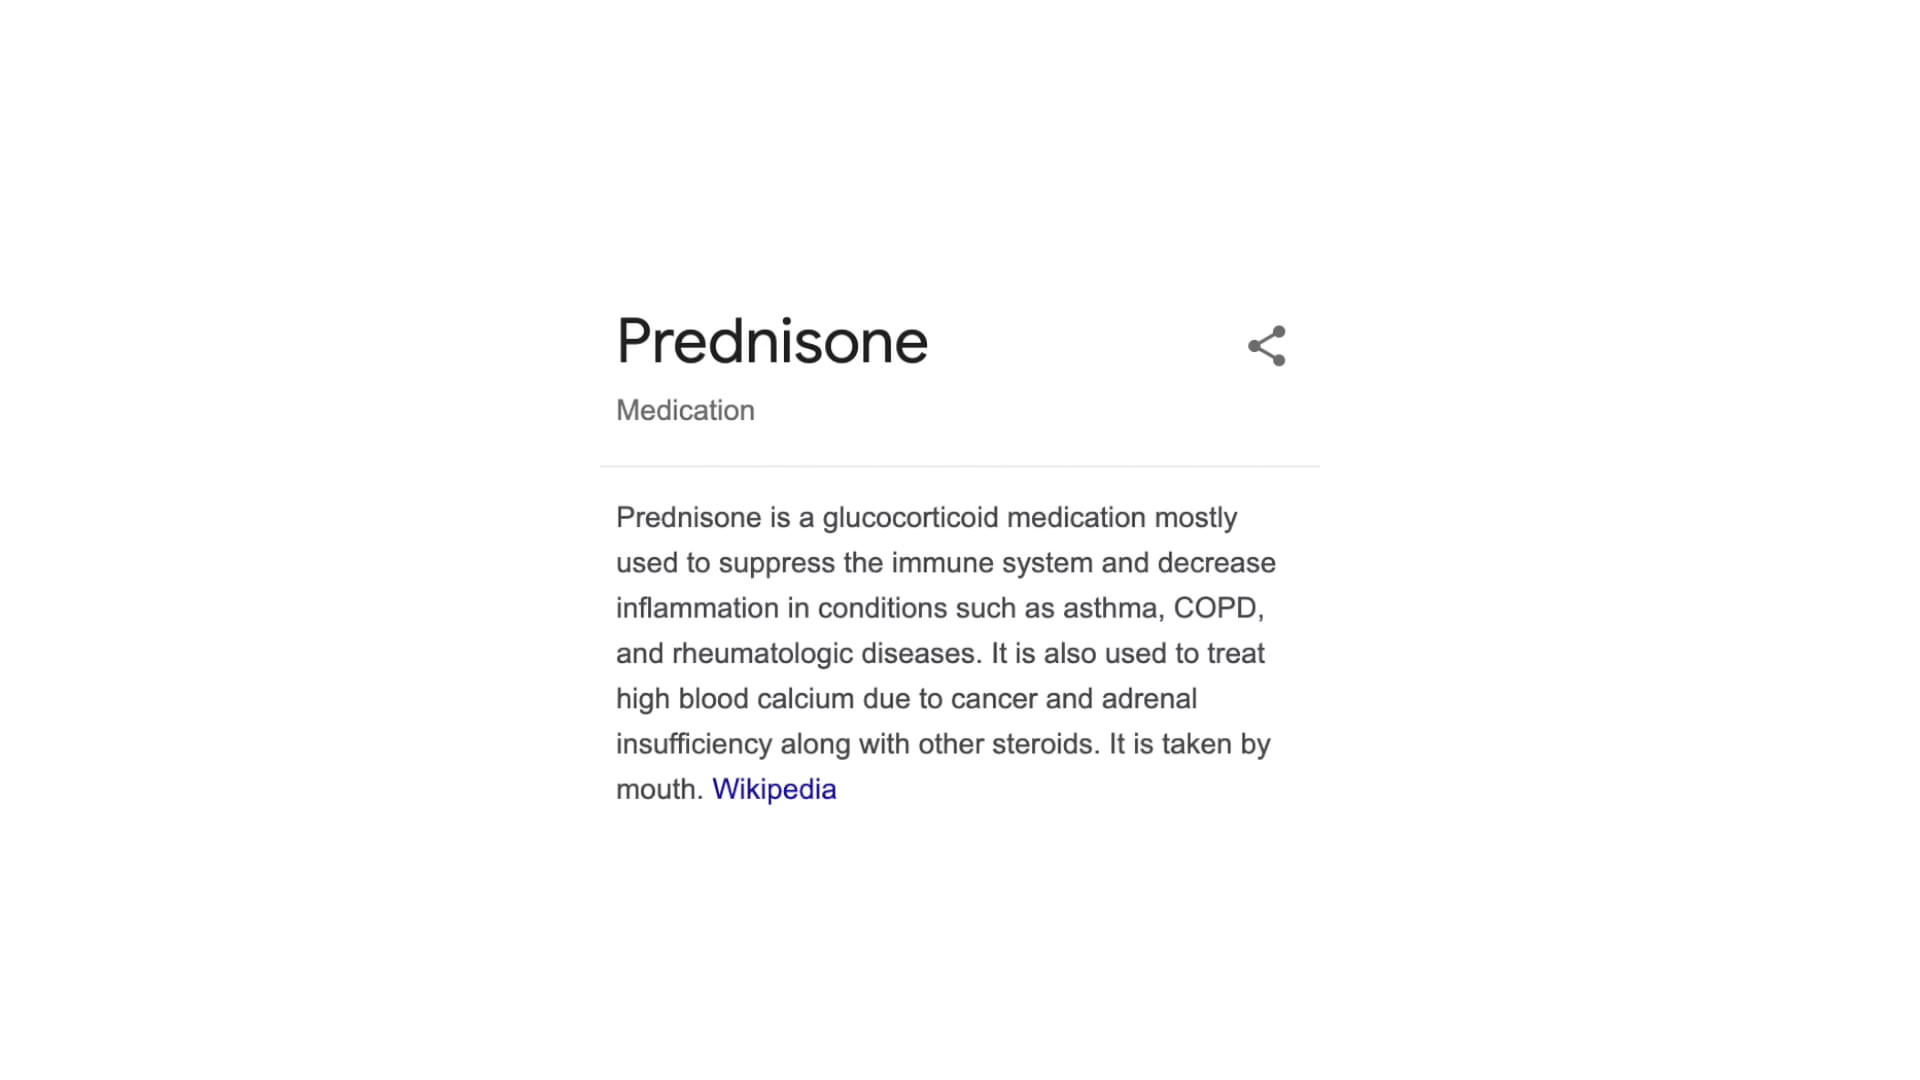 Prednisone
Medication
Prednisone is a glucocorticoid medication mostly
used to suppress the immune system and decrease
inflammation in conditions such as asthma, COPD,
and rheumatologic diseases. It is also used to treat
high blood calcium due to cancer and adrenal
insufficiency along with other steroids. It is taken by
mouth. Wikipedia